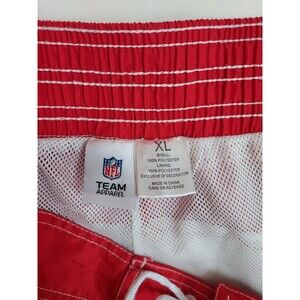 NFL
TEAM
APPAREL
XL
SHELL:
100% POLYESTER
LINING:
100% POLYESTER
EXCLUSIVE OF DECORATION
MADE IN CHINA
CARE ON REVERSE